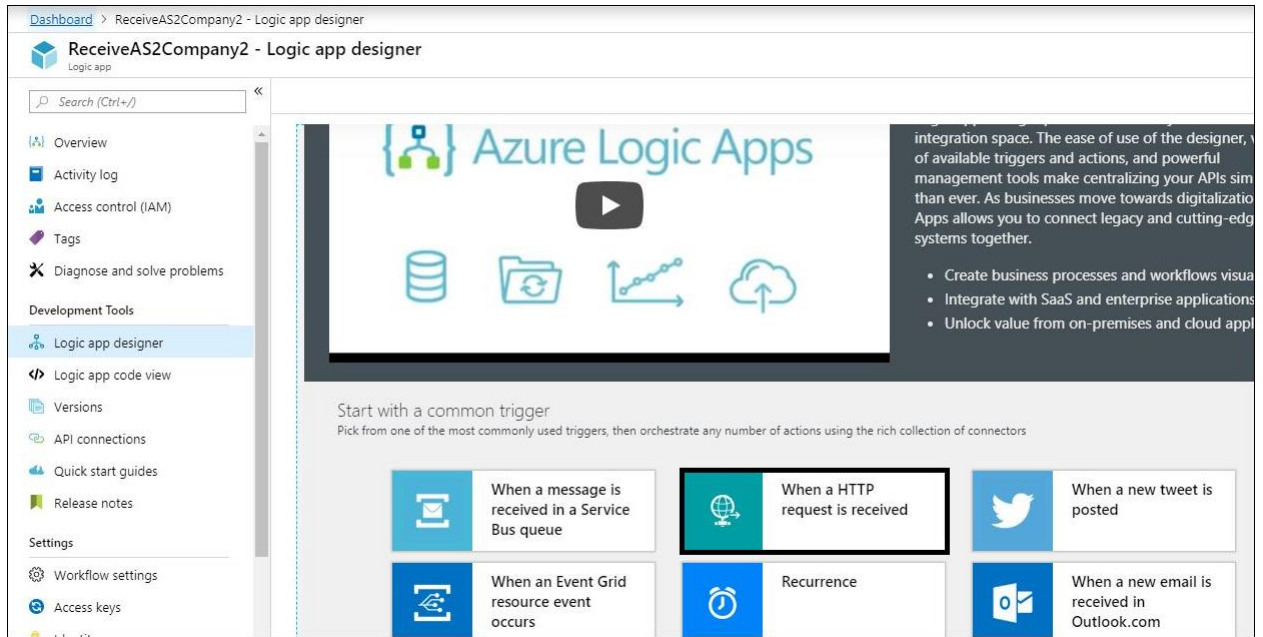 Dashboard > ReceiveAS2Company2 - Logic app designer
ReceiveAS2Company2 - Logic app designer
Logic app
Search (Ctrl+/)
«
Overview
Activity log
Access control (IAM)
Tags
Diagnose and solve problems
Development Tools
Logic app designer
Logic app code view
Versions
API connections
Quick start guides
Release notes
Settings
Workflow settings
Access keys
Azure Logic Apps
integration space. The ease of use of the designer,
of available triggers and actions, and powerful
management tools make centralizing your APIs sim
than ever. As businesses move towards digitalizatio
Apps allows you to connect legacy and cutting-edg
systems together.
• Create business processes and workflows visua
• Integrate with SaaS and enterprise applications
• Unlock value from on-premises and cloud appl
Start with a common trigger
Pick from one of the most commonly used triggers, then orchestrate any number of actions using the rich collection of connectors
When a message is
received in a Service
Bus queue
When a HTTP
request is received
When a new tweet is
posted
When an Event Grid
resource event
occurs
Recurrence
When a new email is
received in
Outlook.com